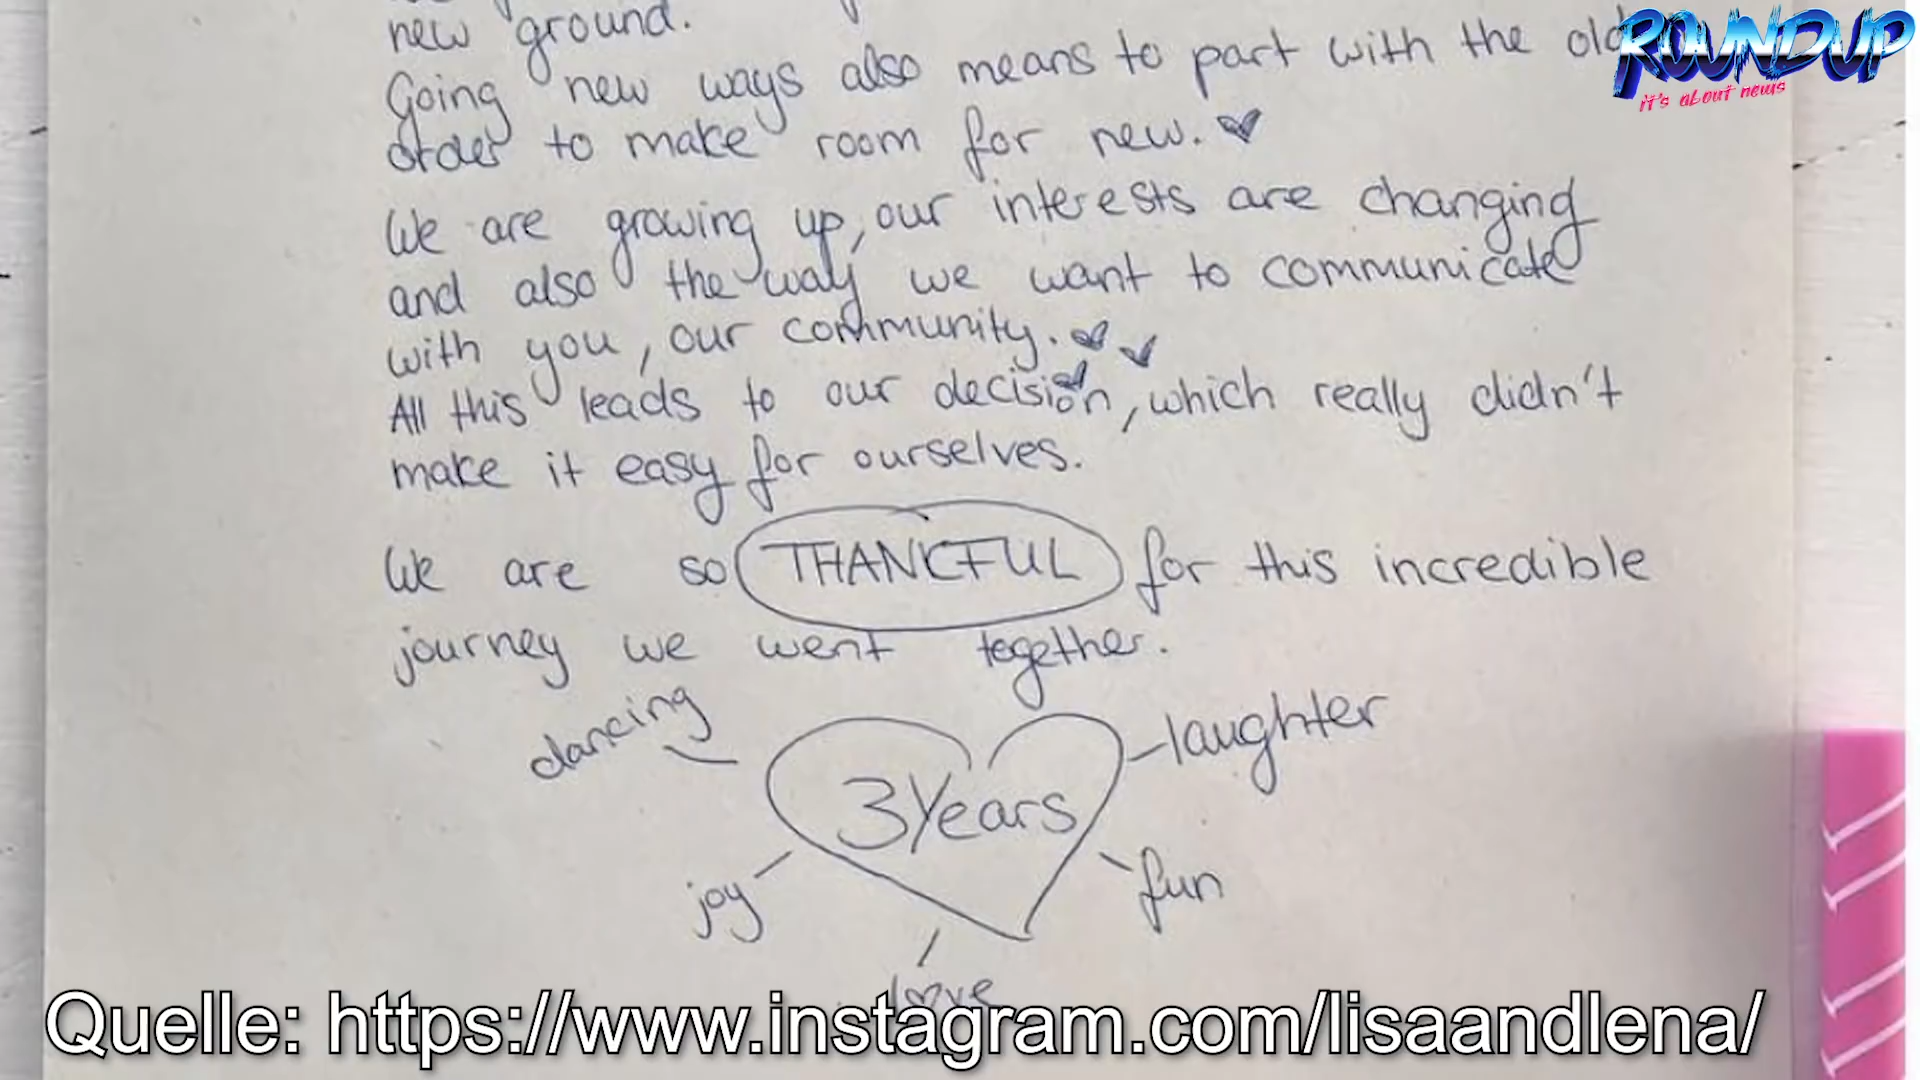 new ground.
Going new ways also means to part with the old
order to make room for new.
We are growing up, our interests are changing
and also the way we want to communicate
with you, our community.
All this leads to our decision, which really didn't
make it easy for ourselves.
We are so THANKFUL for this incredible
journey we went together.
dancing
laughter
3 Years
joy
fun
love
Quelle: https://www.instagram.com/lisaandlena/
ROUNDUP
it's about news